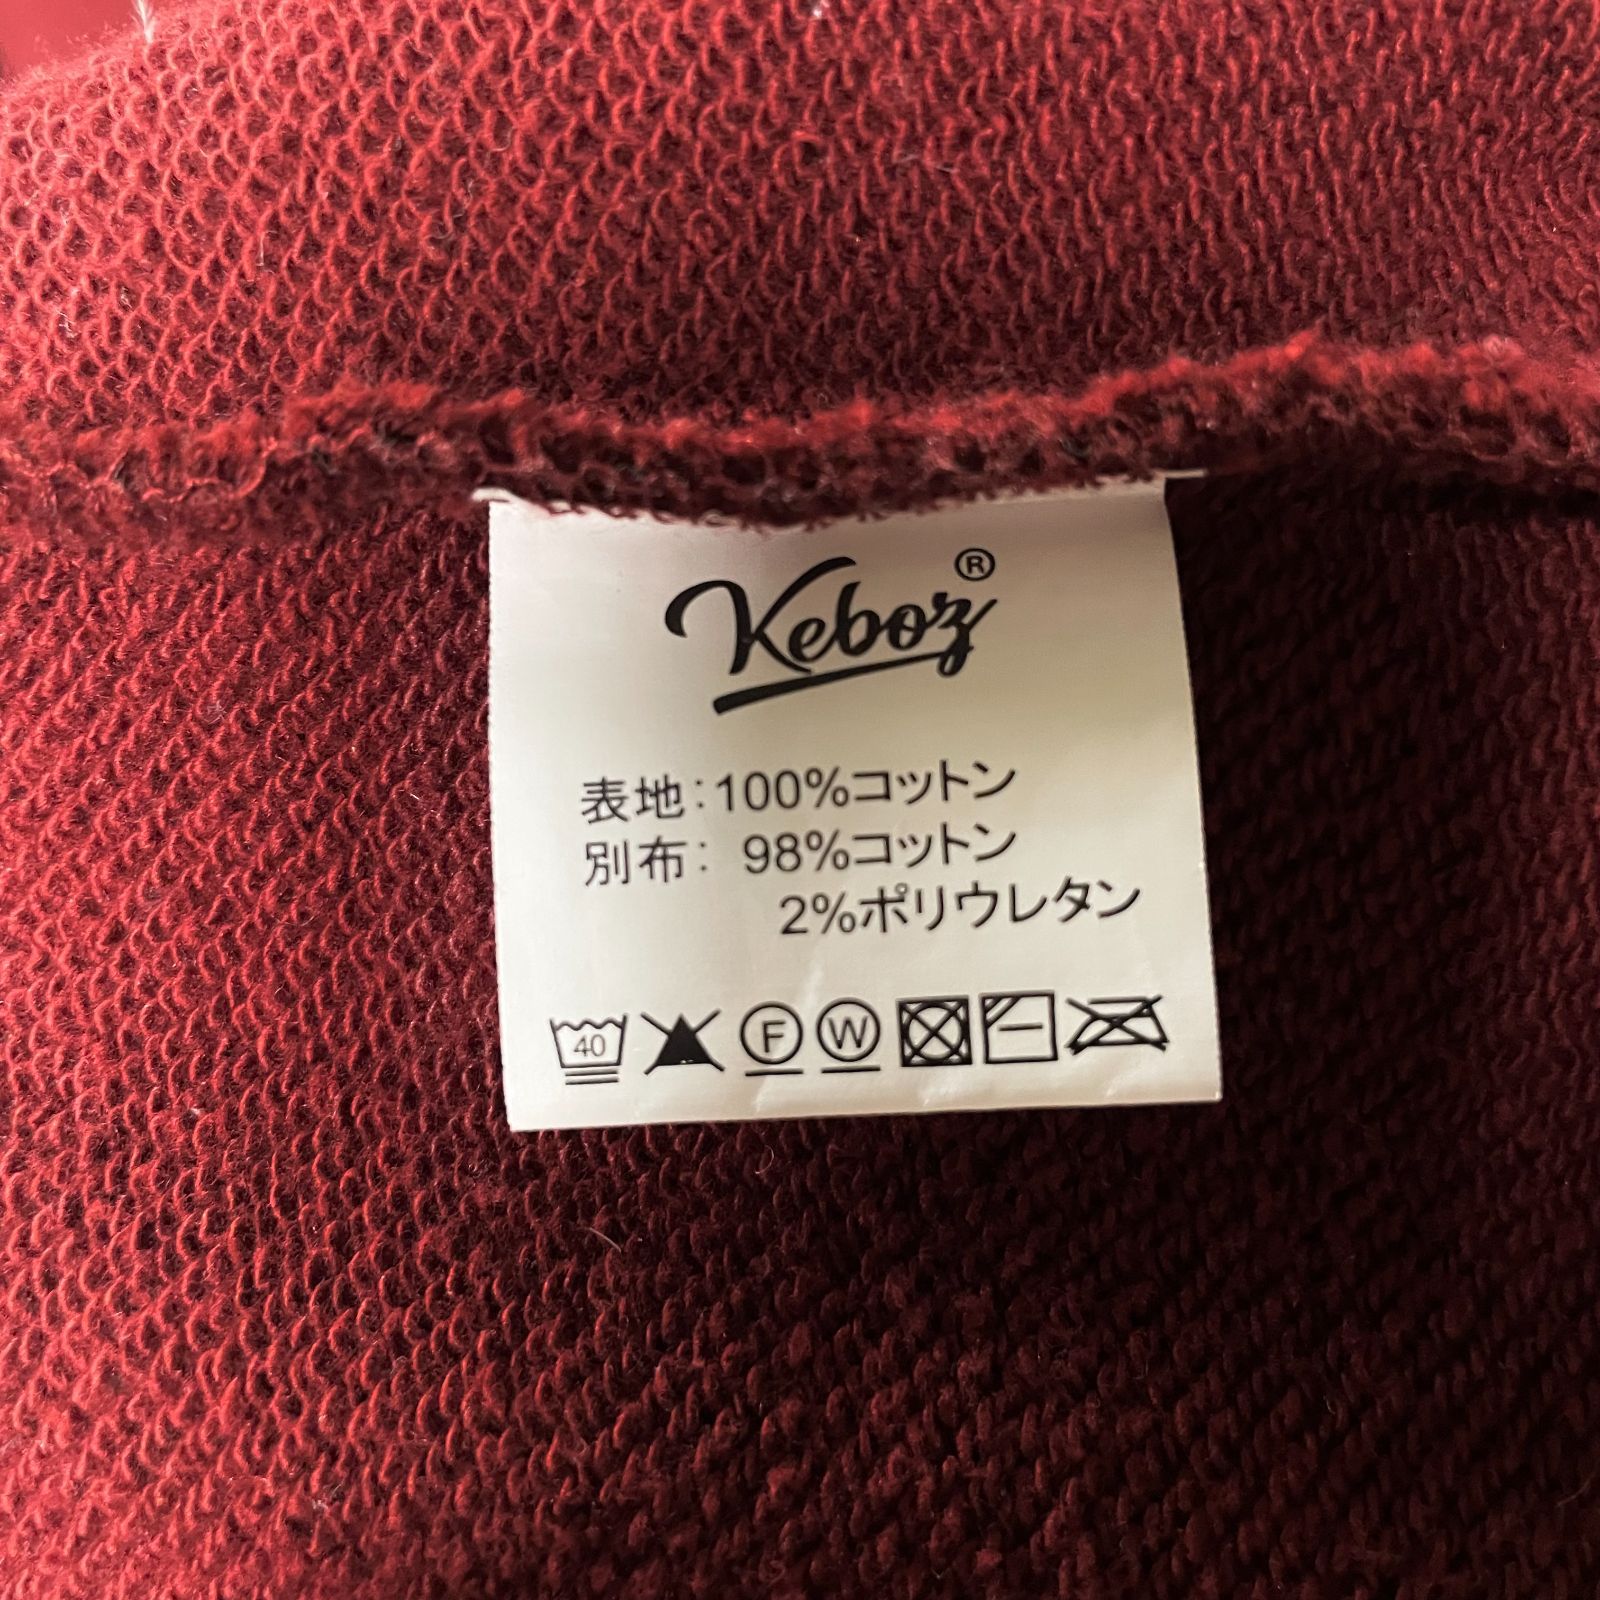 Keboz®
表地：100%コットン
別布： 98%コットン
2%ポリウレタン
40 F W